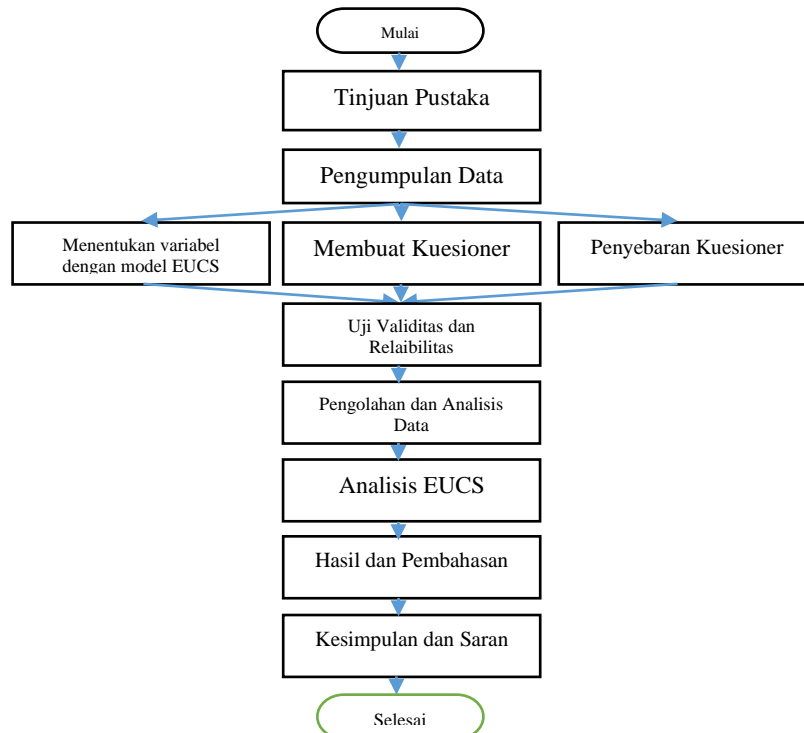 Mulai
Tinjuan Pustaka
Pengumpulan Data
Menentukan variabel
dengan model EUCS
Membuat Kuesioner
Penyebaran Kuesioner
Uji Validitas dan
Relaibilitas
Pengolahan dan Analisis
Data
Analisis EUCS
Hasil dan Pembahasan
Kesimpulan dan Saran
Selesai